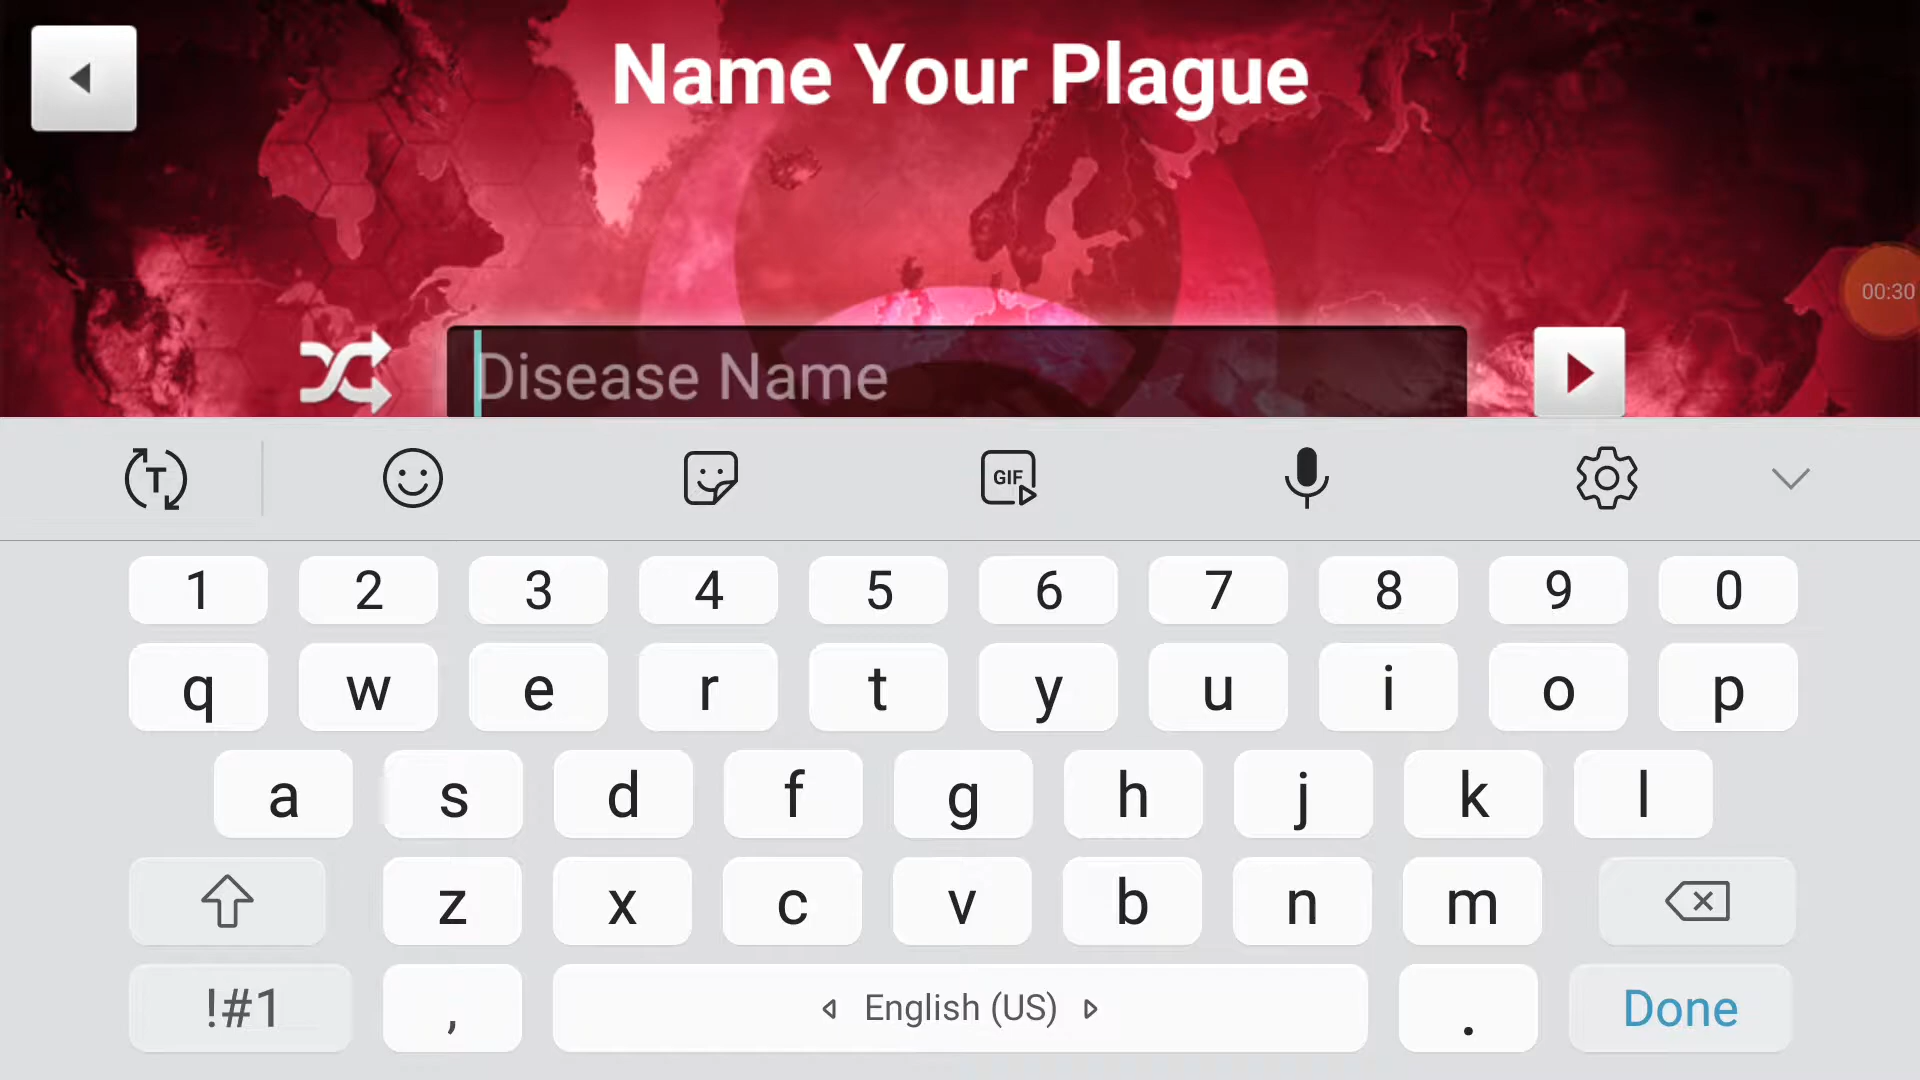 Name Your Plague
00:30
Disease Name
T
GIF
1 2 3 4 5 6 7 8 9 0
q w e r t y u i o p
a s d f g h j k l
z x c v b n m
!#1 , English (US) . Done